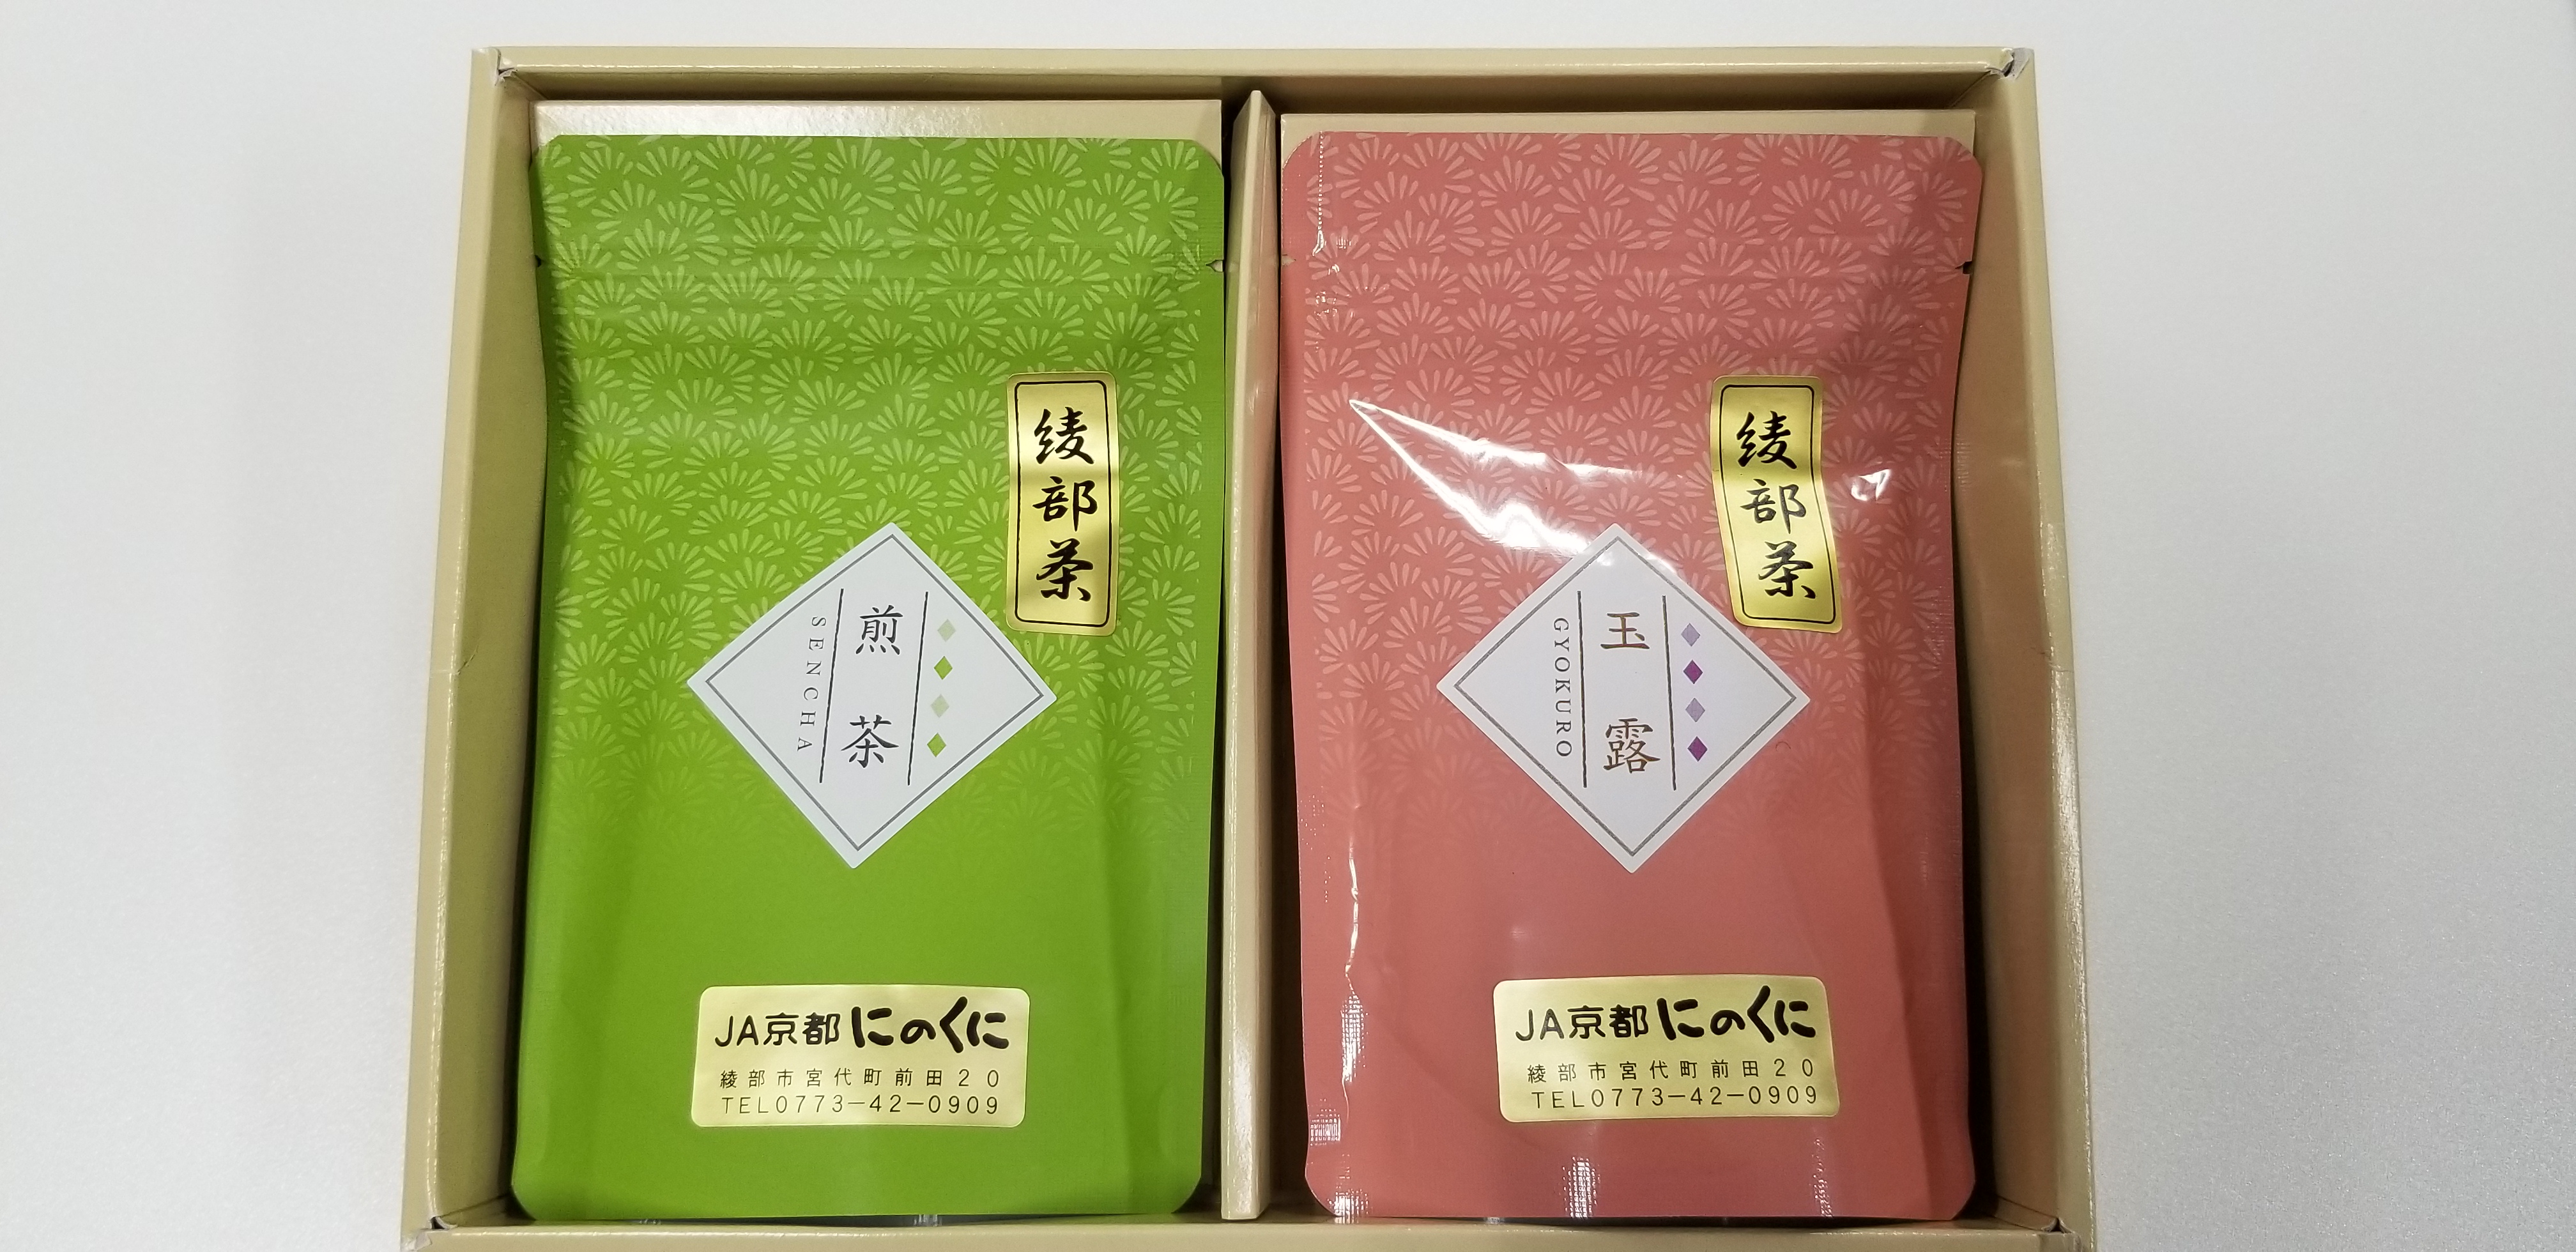 綾部茶
煎茶
SENCHA
JA京都にのくに
綾部市宮代町前田20
TEL0773−42−0909
綾部茶
玉露
GYOKURO
JA京都にのくに
綾部市宮代町前田20
TEL0773−42−0909